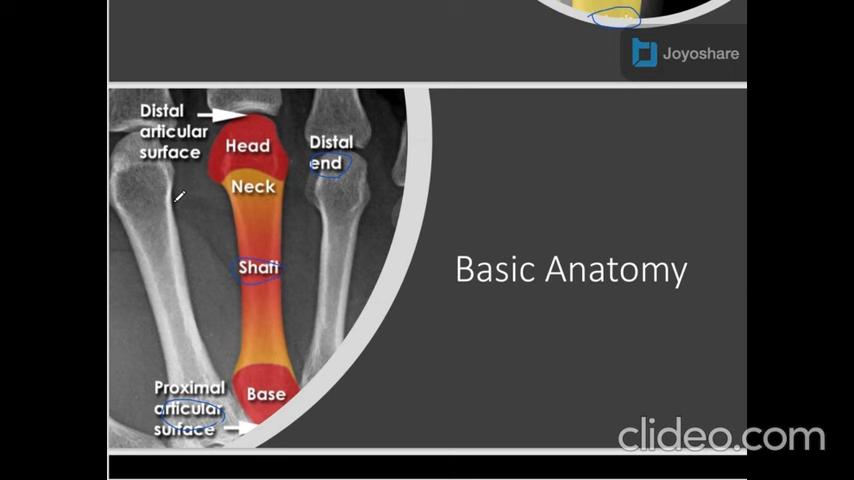 Joyoshare
Distal
articular
surface
Head
Distal
end
Neck
Shaft
Basic Anatomy
Proximal
articular
surface
Base
clideo.com